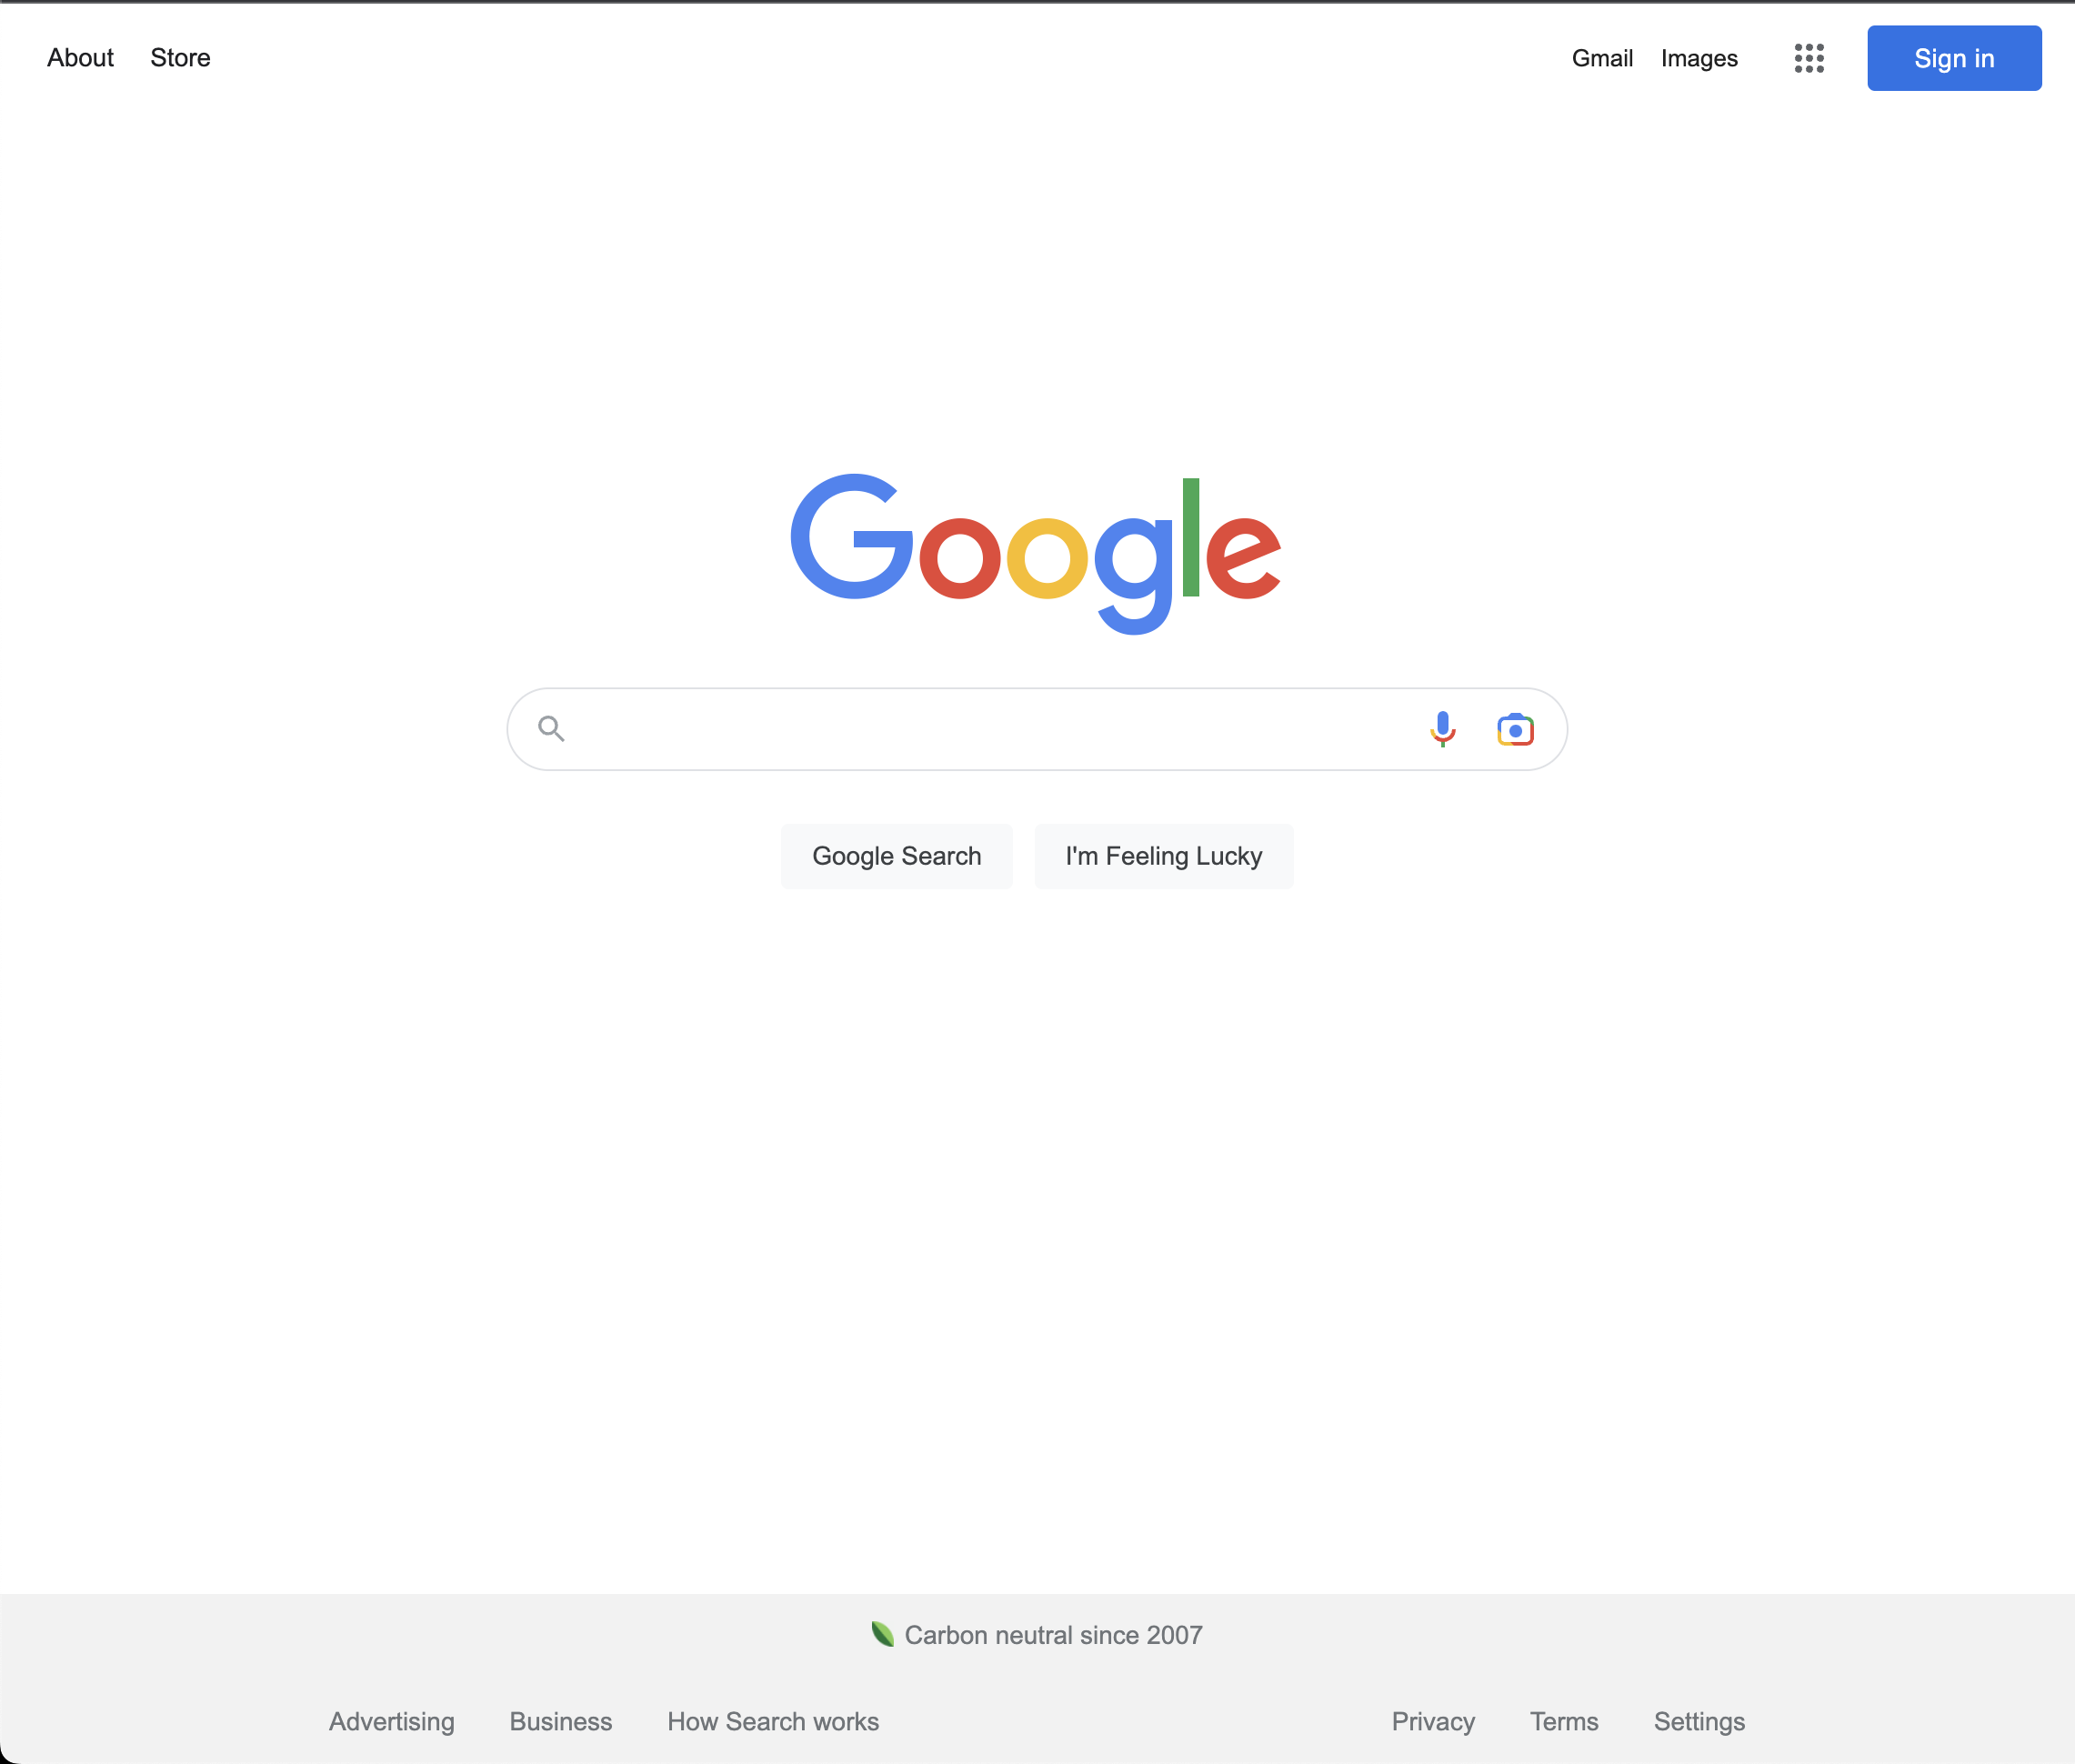 About Store Gmail Images Sign in
Google
Google Search I'm Feeling Lucky
Carbon neutral since 2007
Advertising Business How Search works Privacy Terms Settings